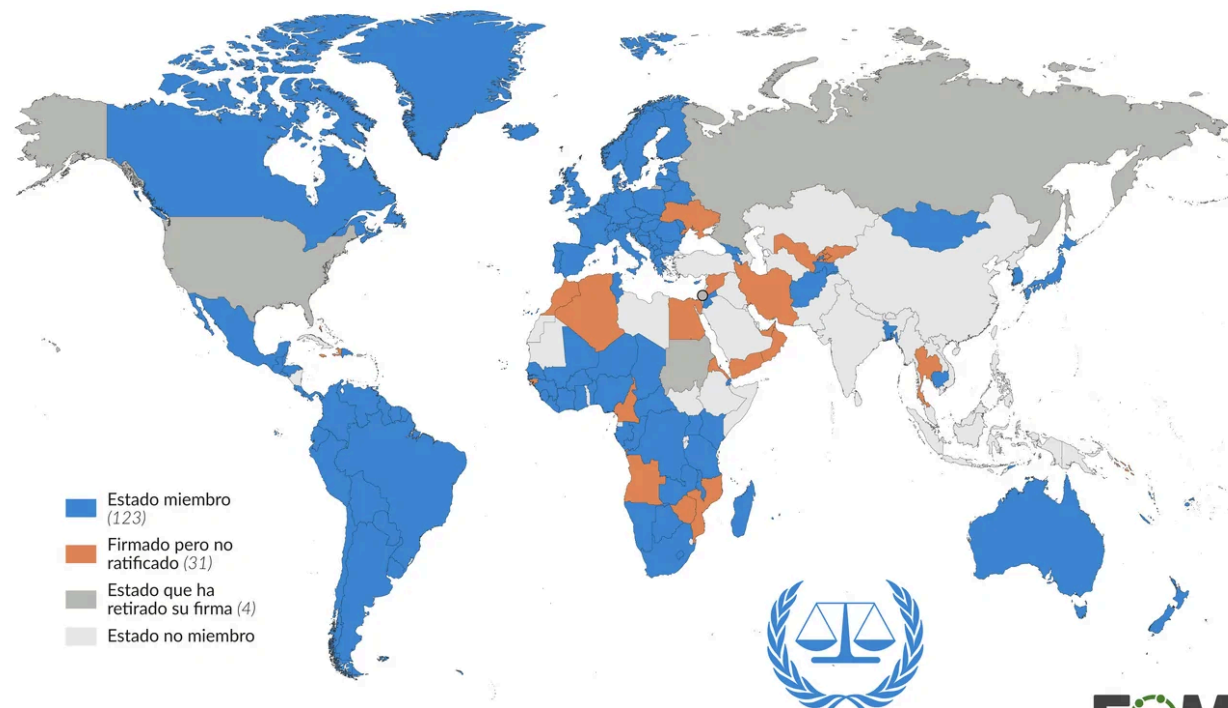 Estado miembro
(123)
Firmado pero no
ratificado (31)
Estado que ha
retirado su firma (4)
Estado no miembro